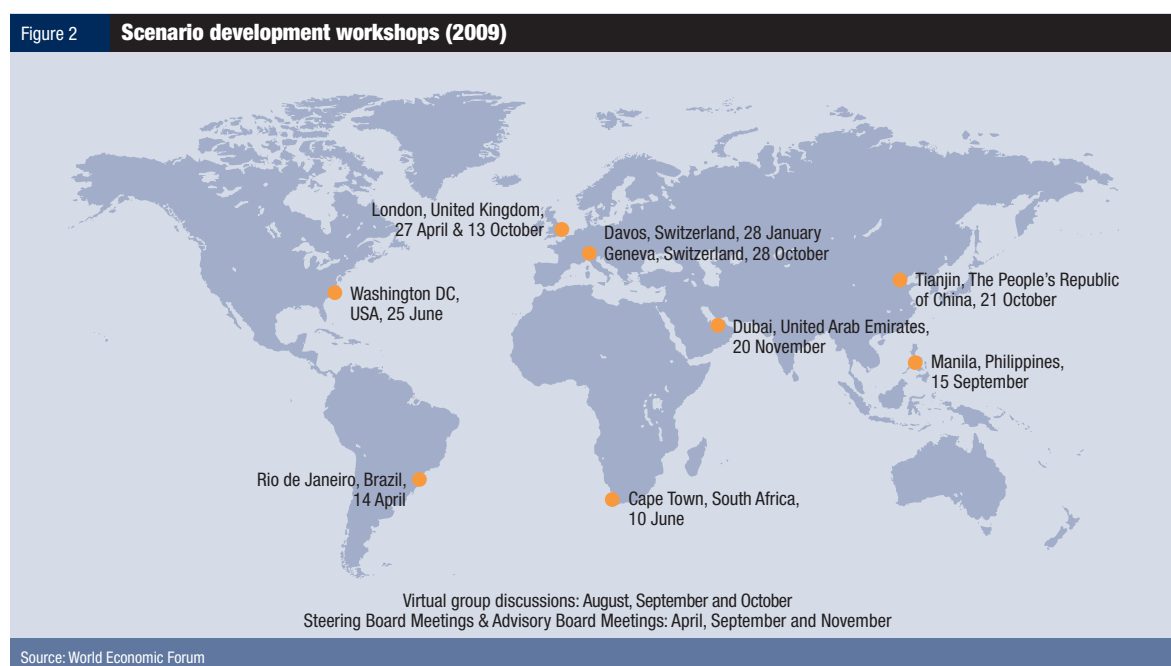 Figure 2
Scenario development workshops (2009)
London, United Kingdom,
27 April & 13 October
Davos, Switzerland, 28 January
Geneva, Switzerland, 28 October
Tianjin, The People's Republic
of China, 21 October
Washington DC,
USA, 25 June
Dubai, United Arab Emirates,
20 November
Manila, Philippines,
15 September
Rio de Janeiro, Brazil,
14 April
Cape Town, South Africa,
10 June
Virtual group discussions: August, September and October
Steering Board Meetings & Advisory Board Meetings: April, September and November
Source: World Economic Forum